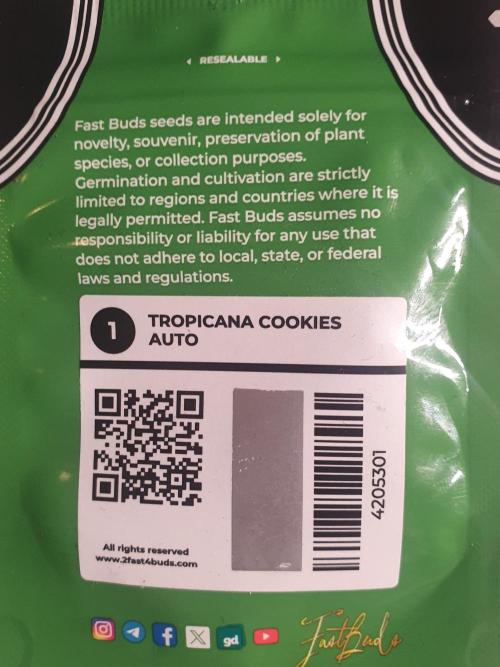 RESEALABLE
Fast Buds seeds are intended solely for
novelty, souvenir, preservation of plant
species, or collection purposes.
Germination and cultivation are strictly
limited to regions and countries where it is
legally permitted. Fast Buds assumes no
responsibility or liability for any use that
does not adhere to local, state, or federal
laws and regulations.
1 TROPICANA COOKIES
AUTO
4205301
All rights reserved
www.2fast4buds.com
gd
FastBuds